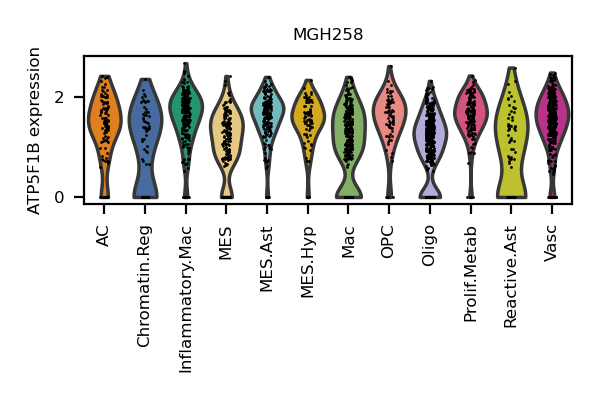 MGH258
ATP5F1B expression
2
0
AC
Chromatin.Reg
Inflammatory.Mac
MES
MES.Ast
MES.Hyp
Mac
OPC
Oligo
Prolif.Metab
Reactive.Ast
Vasc